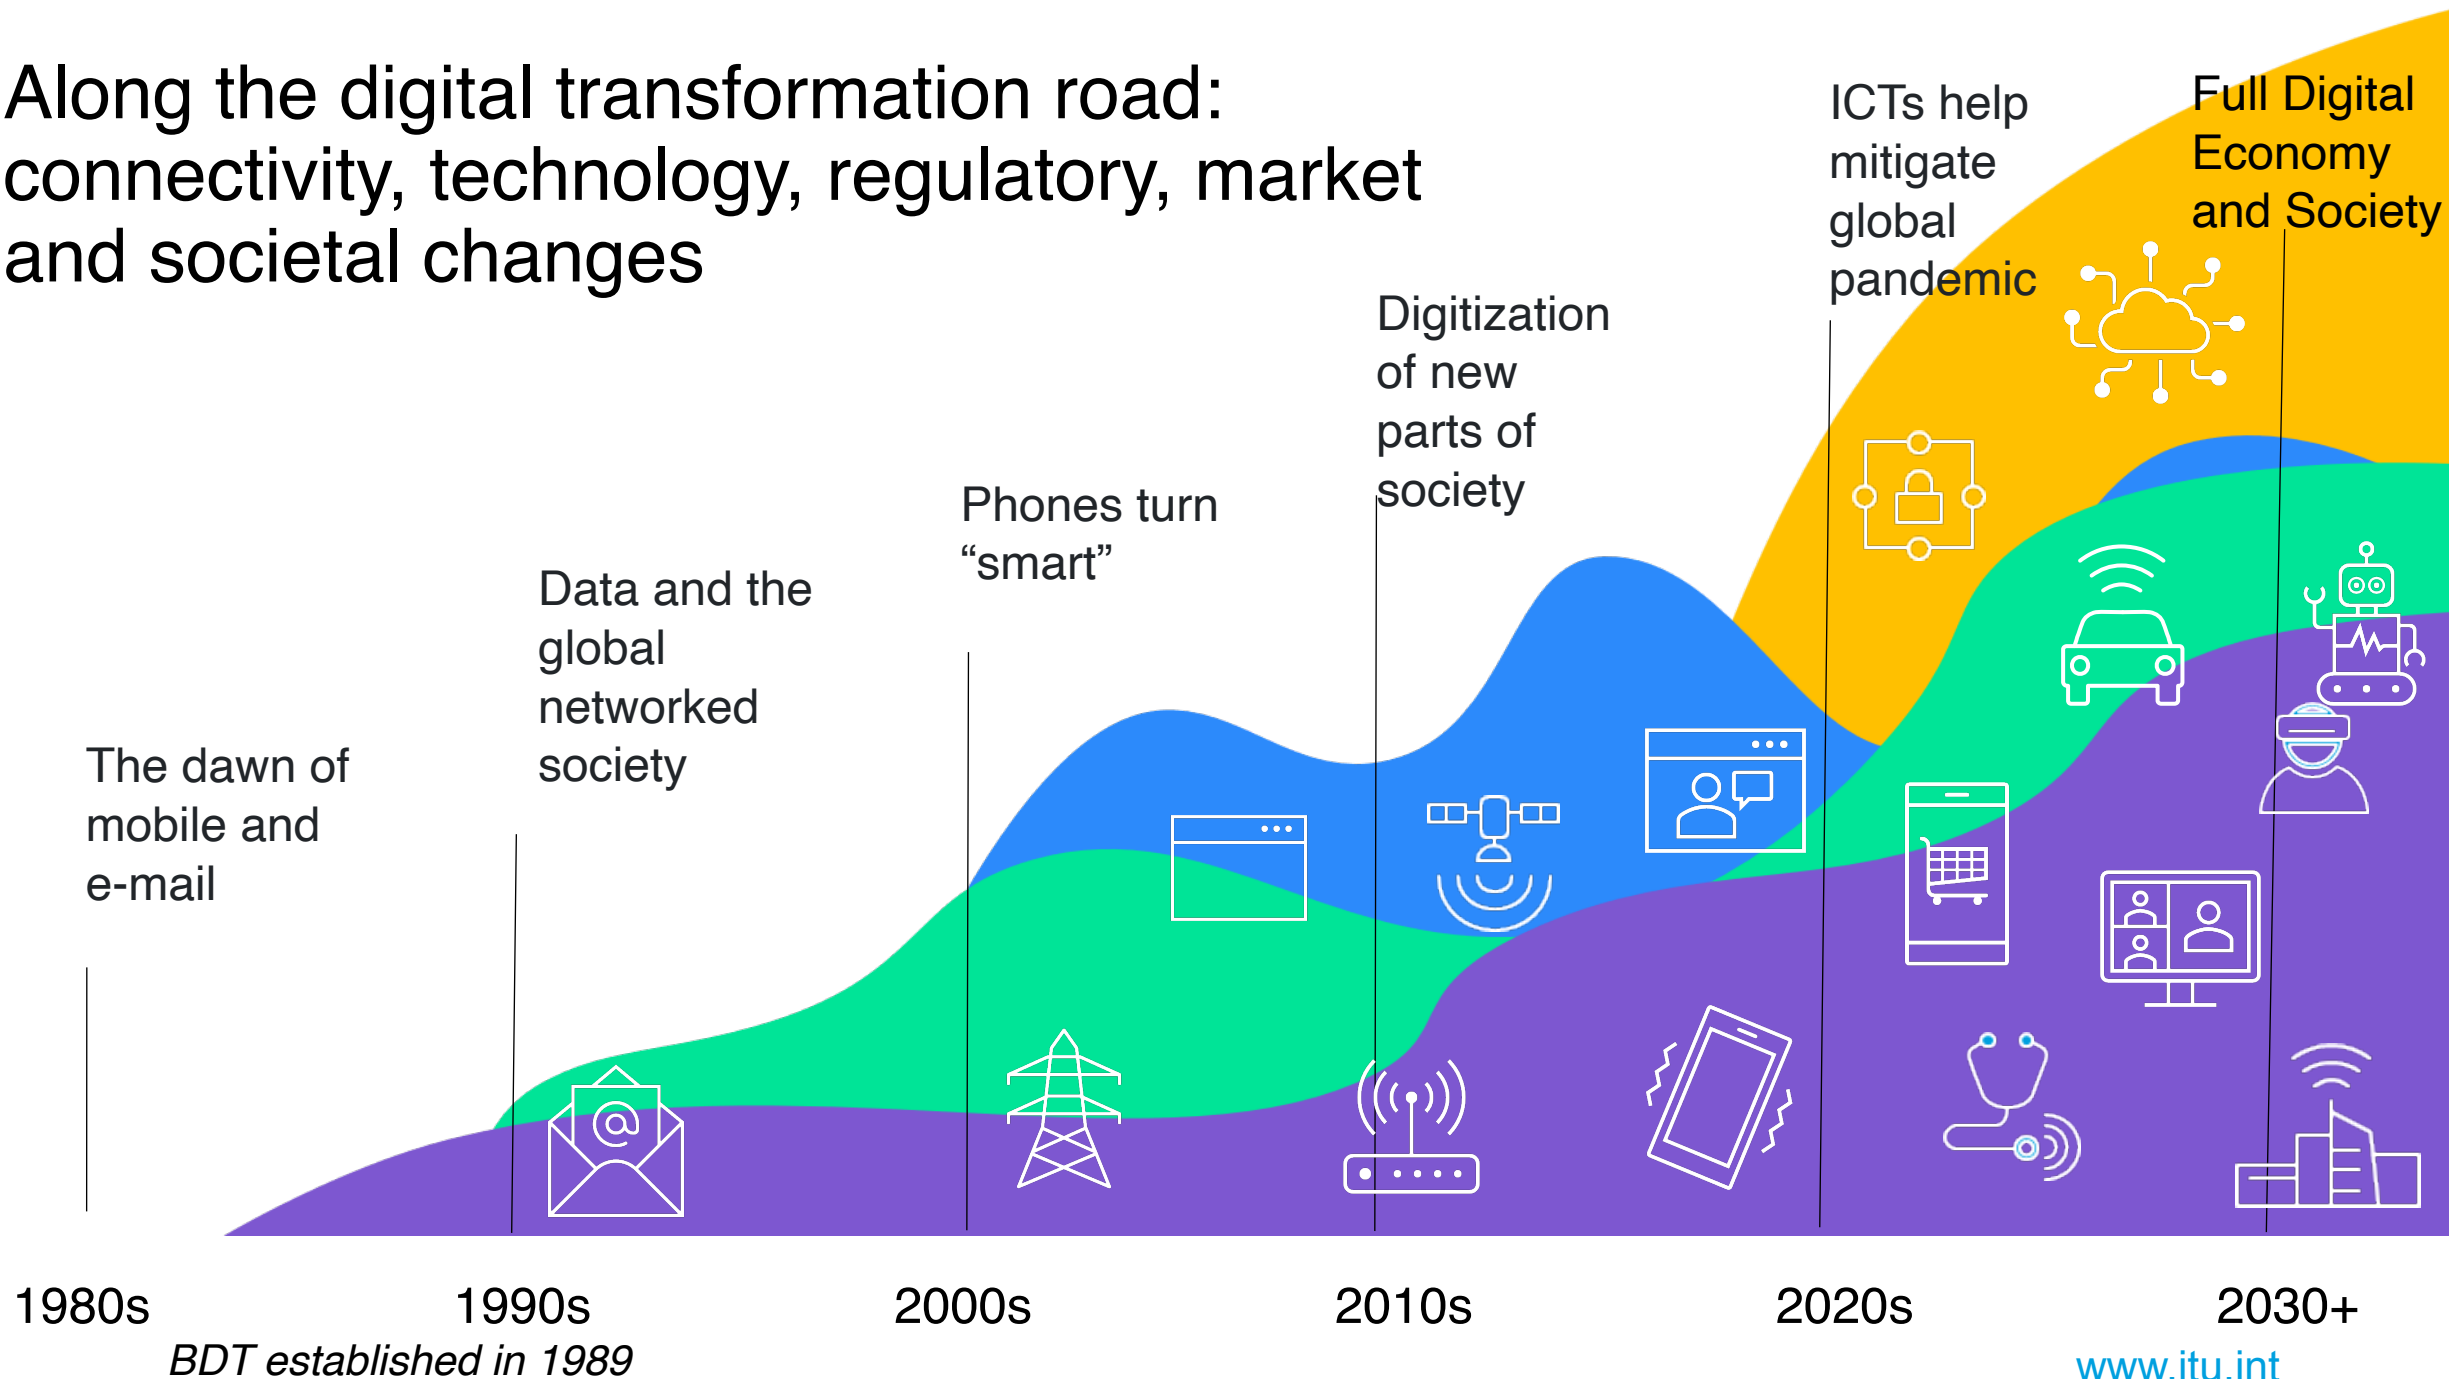 Along the digital transformation road:
connectivity, technology, regulatory, market
and societal changes
The dawn of
mobile and
e-mail
Data and the
global
networked
society
Phones turn
“smart”
Digitization
of new
parts of
society
ICTs help
mitigate
global
pandemic
Full Digital
Economy
and Society
@
1980s
1990s
2000s
2010s
2020s
2030+
BDT established in 1989
www.itu.int